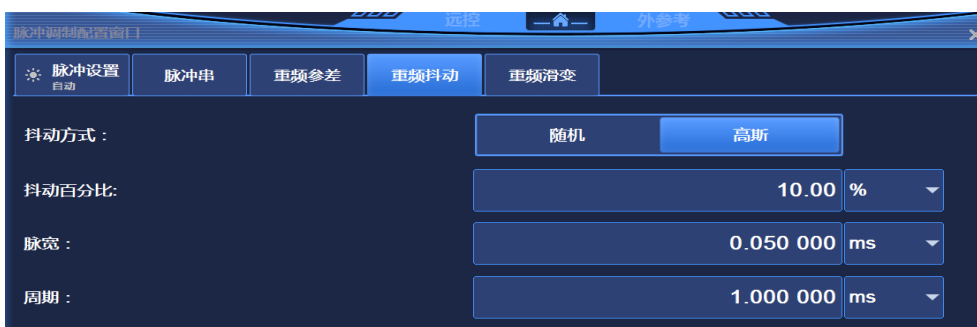 远控
外参考
脉冲调制配置窗口
脉冲设置
自动
脉冲串
重频参差
重频抖动
重频滑变
抖动方式：
随机
高斯
抖动百分比:
10.00 %
脉宽：
0.050 000 ms
周期：
1.000 000 ms